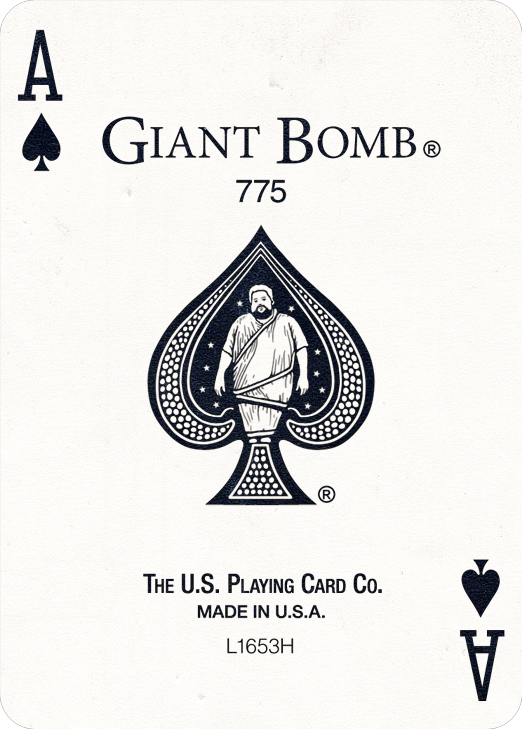 A
GIANT BOMB®
775
®
THE U.S. PLAYING CARD CO.
MADE IN U.S.A.
L1653H
A